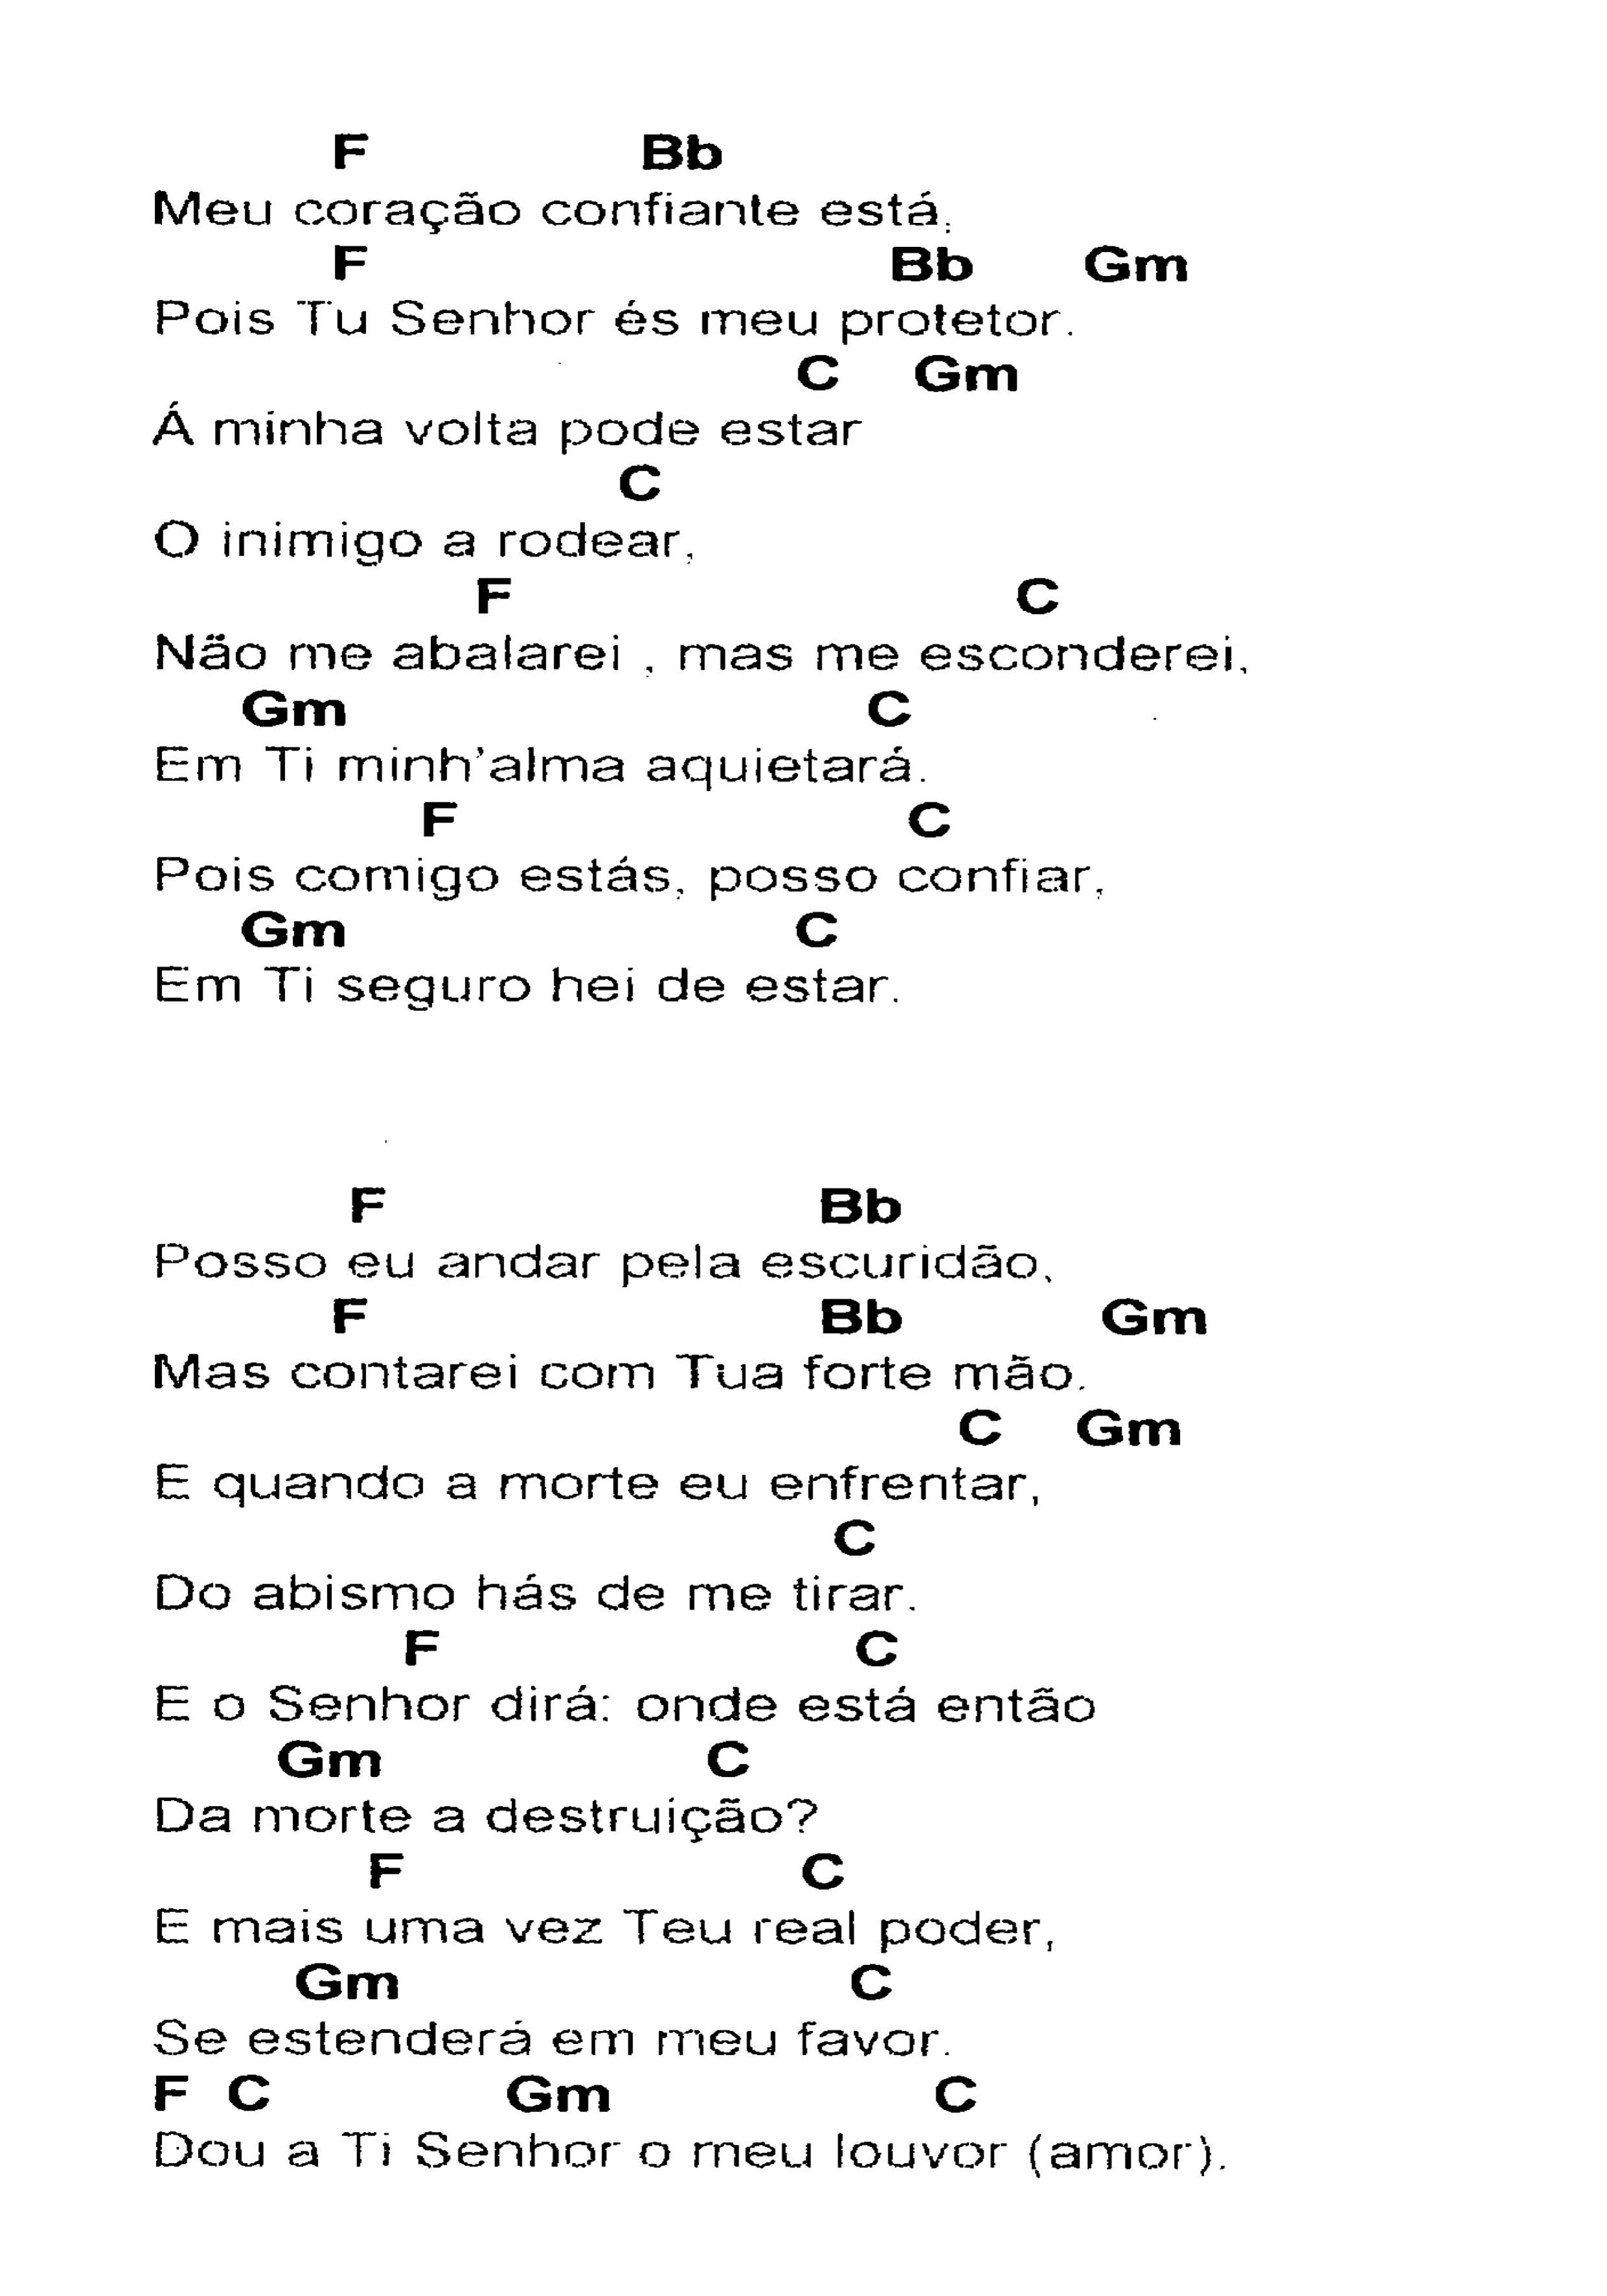 F Bb
Meu coração confiante está,
F Bb Gm
Pois Tu Senhor és meu protetor.
C Gm
Á minha volta pode estar
C
O inimigo a rodear,
F C
Não me abalarei , mas me esconderei,
Gm C
Em Ti minh'alma aquietará.
F C
Pois comigo estás, posso confiar,
Gm C
Em Ti seguro hei de estar.
F Bb
Posso eu andar pela escuridão,
F Bb Gm
Mas contarei com Tua forte mão.
C Gm
E quando a morte eu enfrentar,
C
Do abismo hás de me tirar.
F C
E o Senhor dirá: onde está então
Gm C
Da morte a destruição?
F C
E mais uma vez Teu real poder,
Gm C
Se estenderá em meu favor.
F C Gm C
Dou a Ti Senhor o meu louvor (amor).